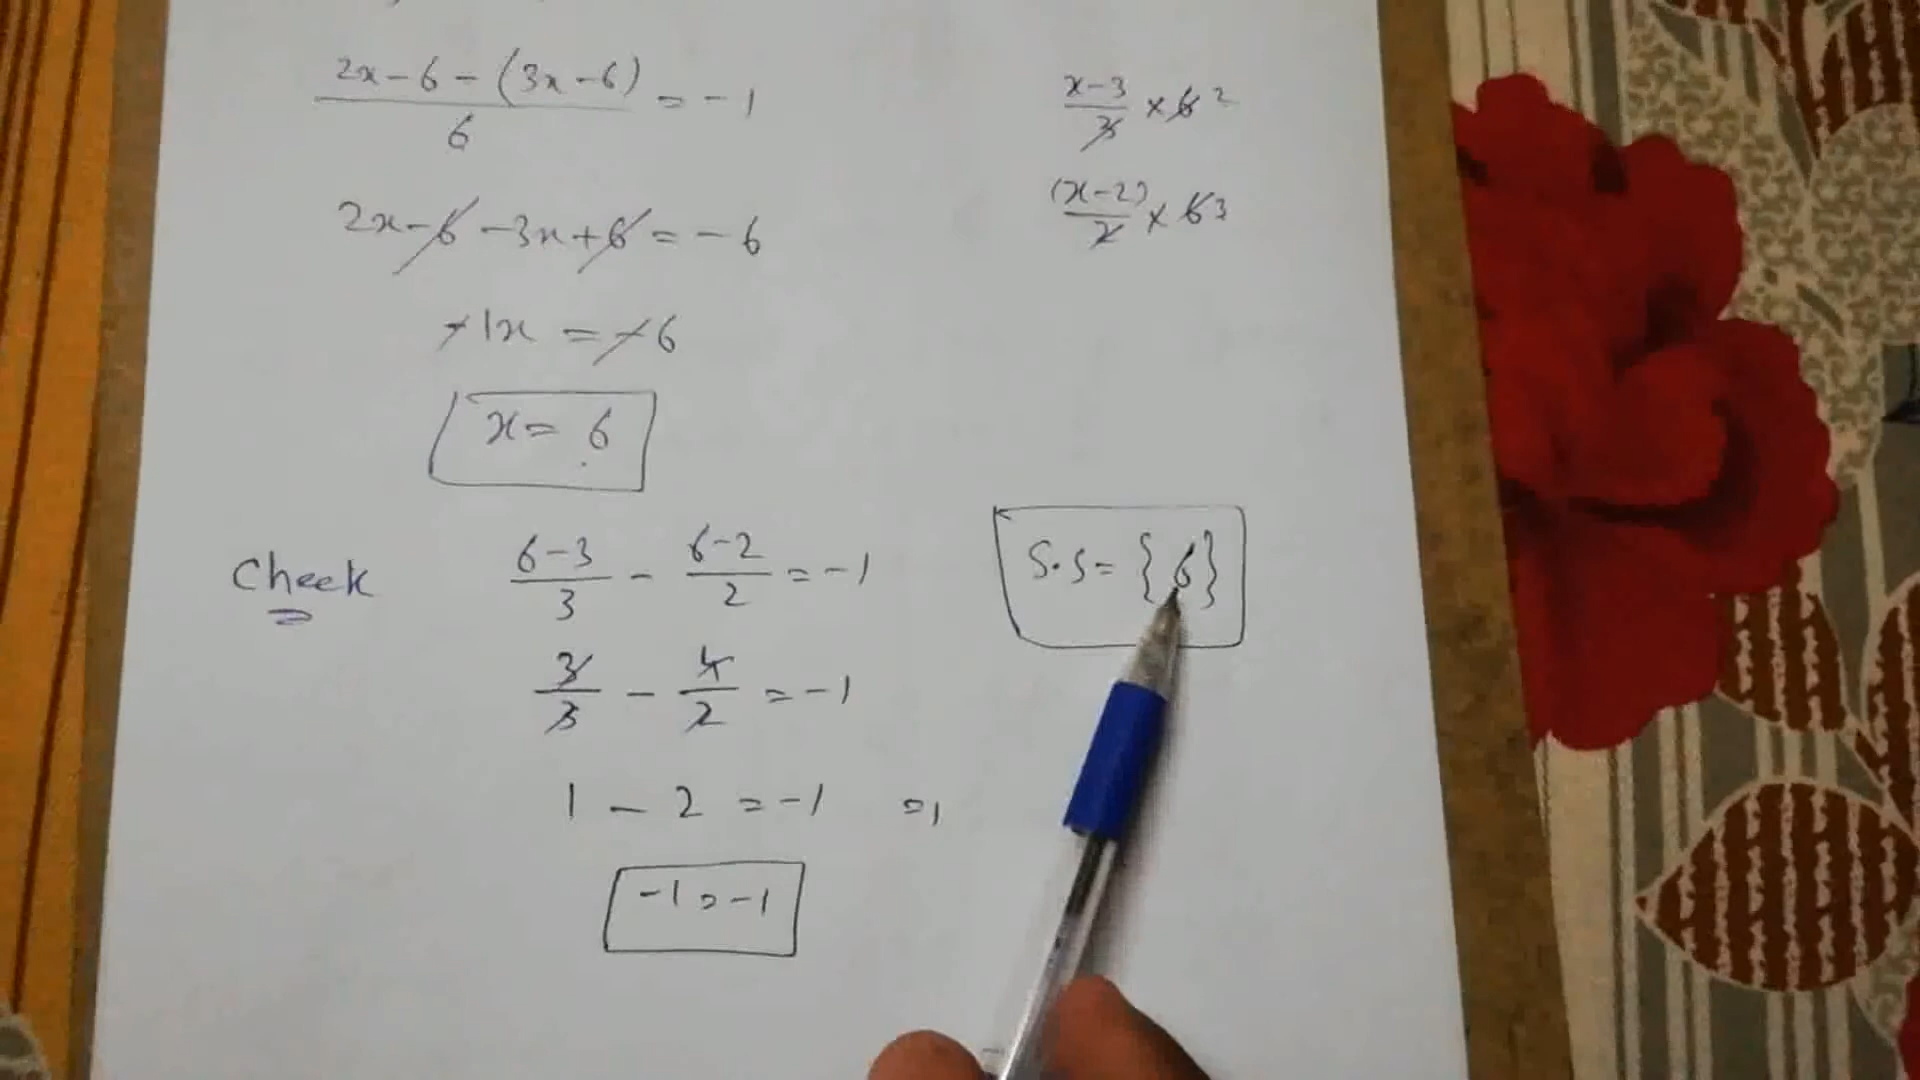 2x-6-(3x-6) / 6 = -1
2x-6-3x+6 = -6
-1x = -6
x = 6
x-3 / 3 × 6 2
(x-2) / 2 × 6 3
Cheek
6-3 / 3 - 6-2 / 2 = -1
3 / 3 - 4 / 2 = -1
1 - 2 = -1 =1
-1 = -1
S.S = {6}